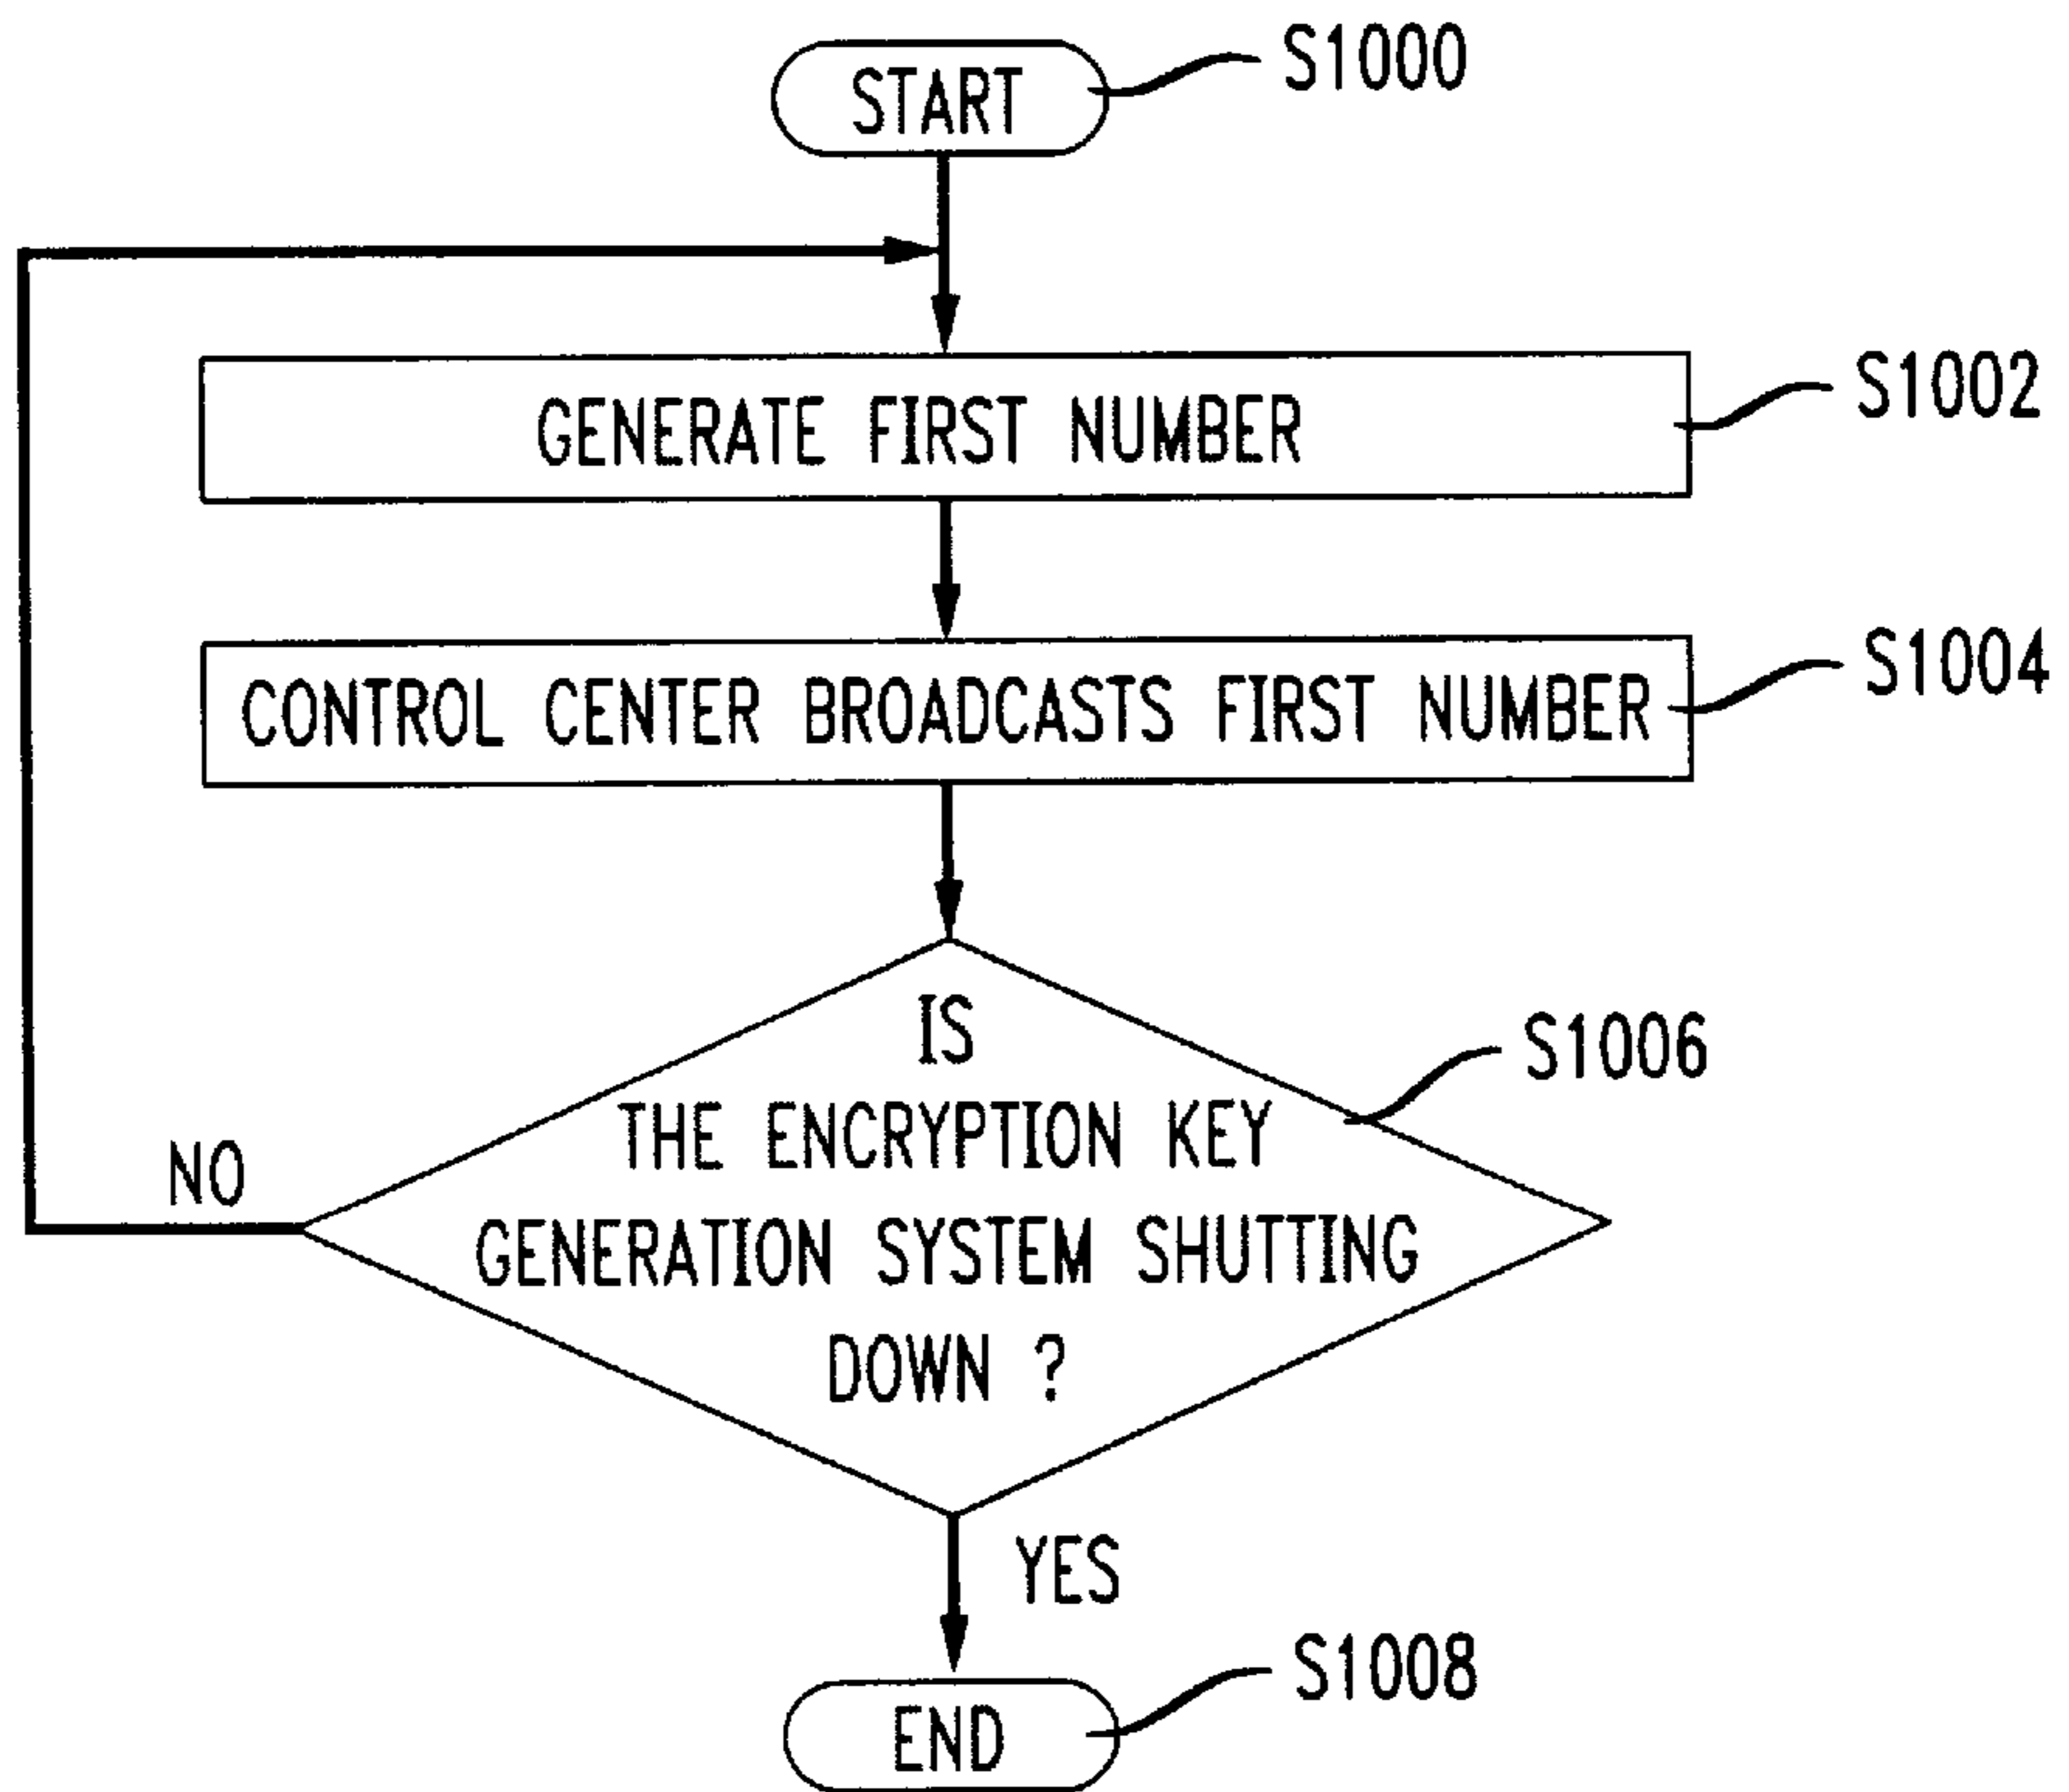 START
S1000
GENERATE FIRST NUMBER
S1002
CONTROL CENTER BROADCASTS FIRST NUMBER
S1004
IS
THE ENCRYPTION KEY
GENERATION SYSTEM SHUTTING
DOWN ?
S1006
NO
YES
END
S1008